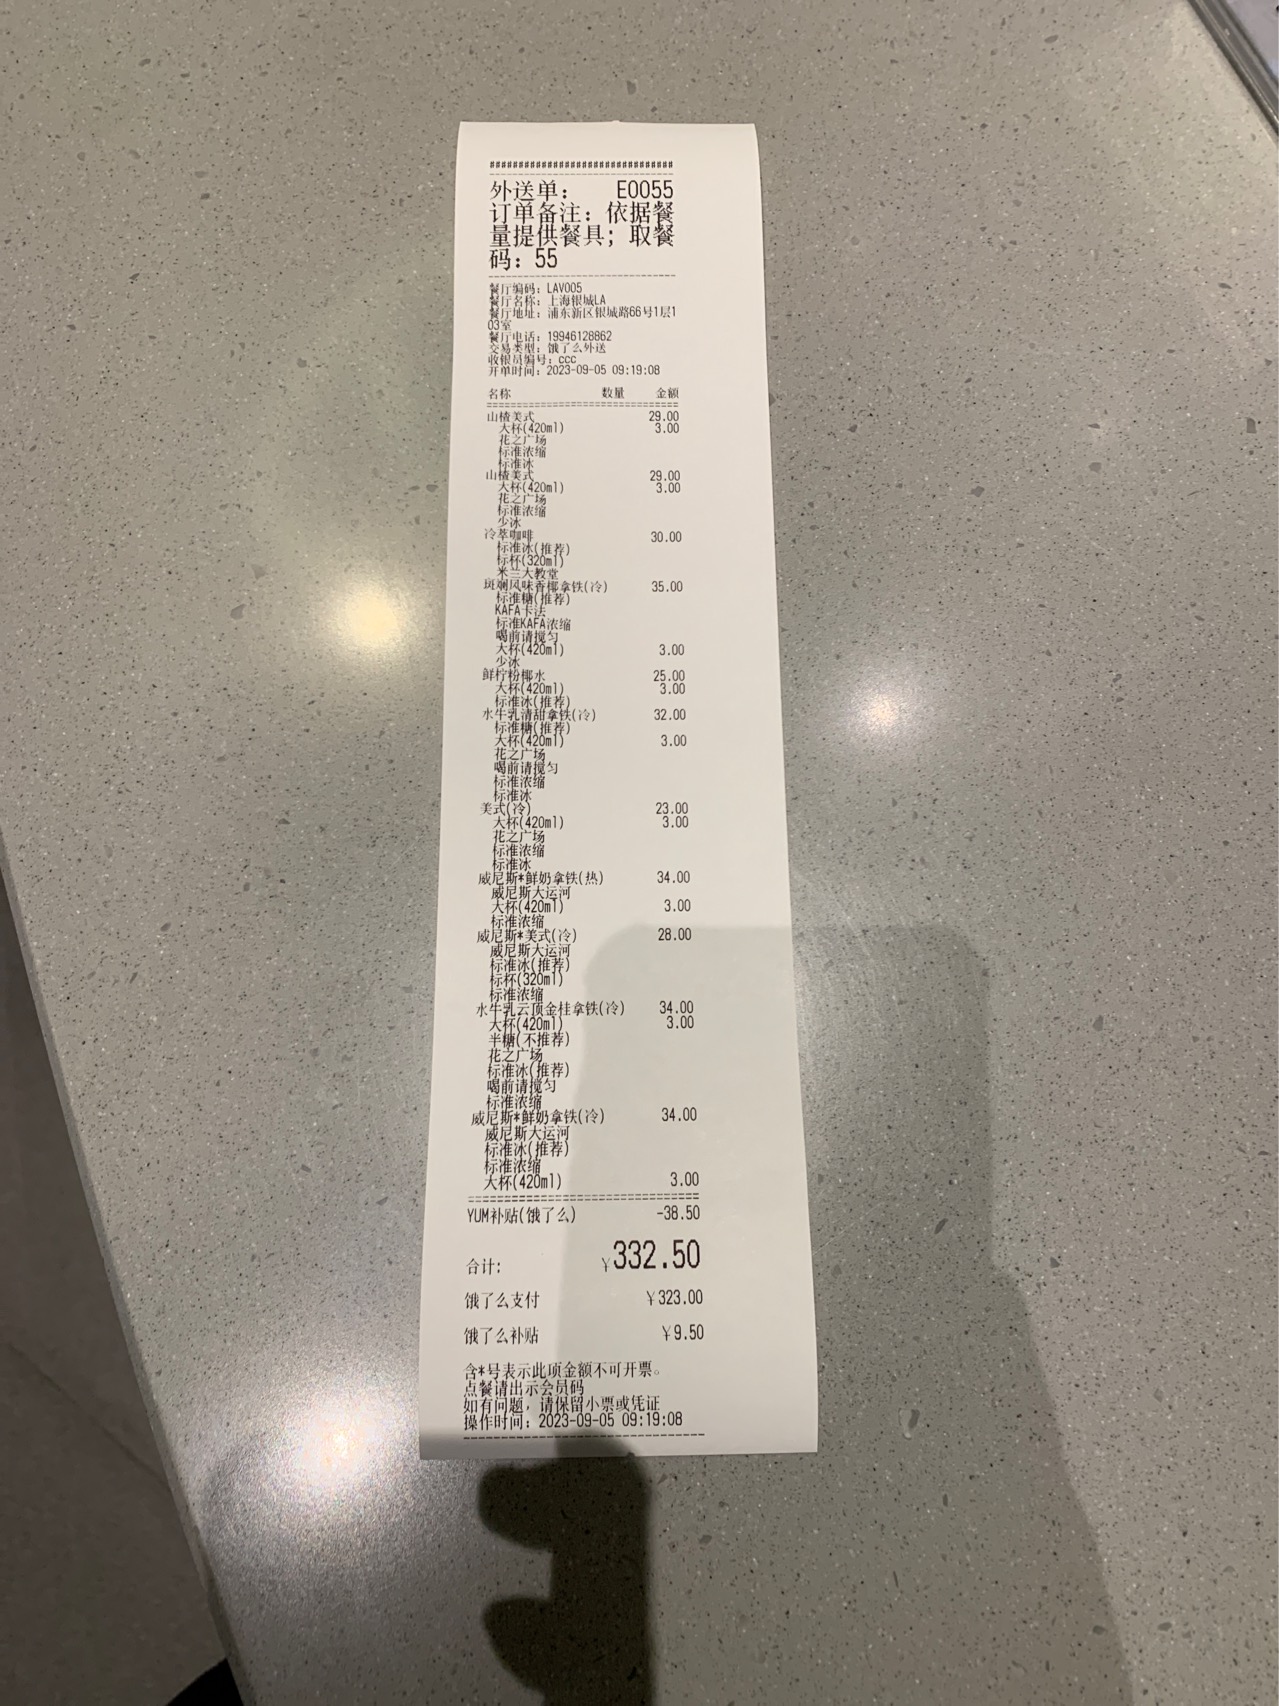 ################################
外送单： E0055
订单备注：依据餐
量提供餐具；取餐
码：55
餐厅编码：LAV005
餐厅名称：上海银城LA
餐厅地址：浦东新区银城路66号1层1
03室
餐厅电话：19946128862
交易类型：饿了么外送
收银员编号：ccc
开单时间：2023-09-05 09:19:08
名称 数量 金额
山楂美式 29.00
大杯(420ml) 3.00
花之广场
标准浓缩
标准冰
山楂美式 29.00
大杯(420ml) 3.00
花之广场
标准浓缩
少冰
冷萃咖啡 30.00
标准冰(推荐)
标杯(320ml)
米兰大教堂
斑斓风味香椰拿铁(冷) 35.00
标准糖(推荐)
KAFA卡法
标准KAFA浓缩
喝前请搅匀
大杯(420ml) 3.00
少冰
鲜柠粉椰水 25.00
大杯(420ml) 3.00
标准冰(推荐)
水牛乳清甜拿铁(冷) 32.00
标准糖(推荐)
大杯(420ml) 3.00
花之广场
喝前请搅匀
标准浓缩
标准冰
美式(冷) 23.00
大杯(420ml) 3.00
花之广场
标准浓缩
标准冰
威尼斯*鲜奶拿铁(热) 34.00
威尼斯大运河
大杯(420ml) 3.00
标准浓缩
威尼斯*美式(冷) 28.00
威尼斯大运河
标准冰(推荐)
标杯(320ml)
标准浓缩
水牛乳云顶金桂拿铁(冷) 34.00
大杯(420ml) 3.00
半糖(不推荐)
花之广场
标准冰(推荐)
喝前请搅匀
标准浓缩
威尼斯*鲜奶拿铁(冷) 34.00
威尼斯大运河
标准冰(推荐)
标准浓缩
大杯(420ml) 3.00
YUM补贴(饿了么) -38.50
合计: ￥332.50
饿了么支付 ￥323.00
饿了么补贴 ￥9.50
含*号表示此项金额不可开票。
点餐请出示会员码
如有问题，请保留小票或凭证
操作时间：2023-09-05 09:19:08